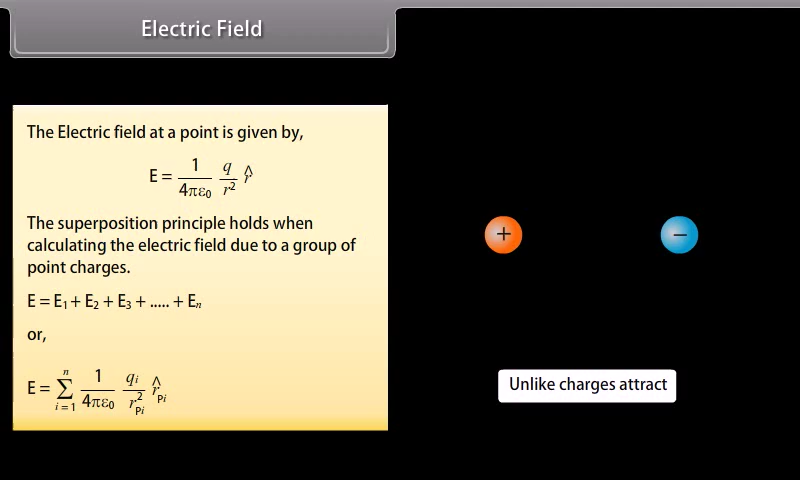 Electric Field
The Electric field at a point is given by,
E = 1/4πε₀ q/r² r̂
The superposition principle holds when
calculating the electric field due to a group of
point charges.
E = E₁ + E₂ + E₃ + ..... + Eₙ
or,
E = Σⁿᵢ₌₁ 1/4πε₀ qᵢ/r²Pi r̂Pi
+ −
Unlike charges attract